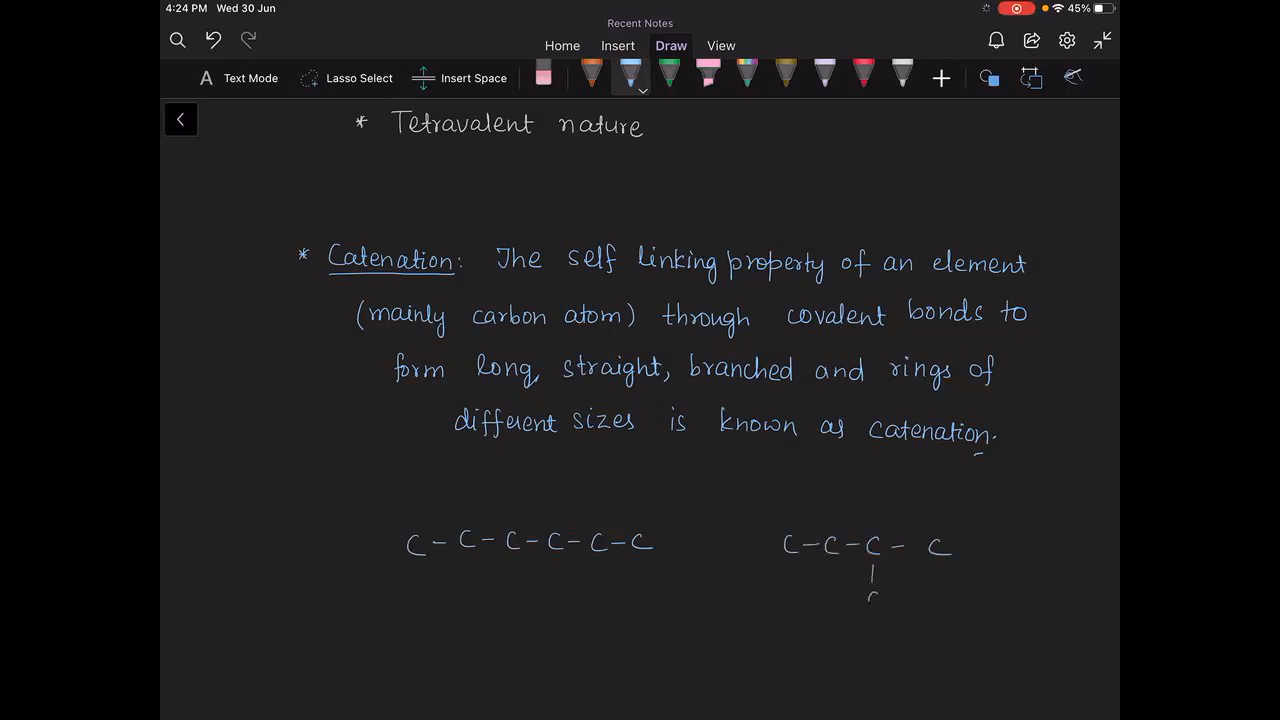 4:24 PM Wed 30 Jun
45%
Recent Notes
Home Insert Draw View
Text Mode Lasso Select Insert Space
* Tetravalent nature
* Catenation: The self linking property of an element
(mainly carbon atom) through covalent bonds to
form long, straight, branched and rings of
different sizes is known as catenation.
C-C-C-C-C-C C-C-C-C
|